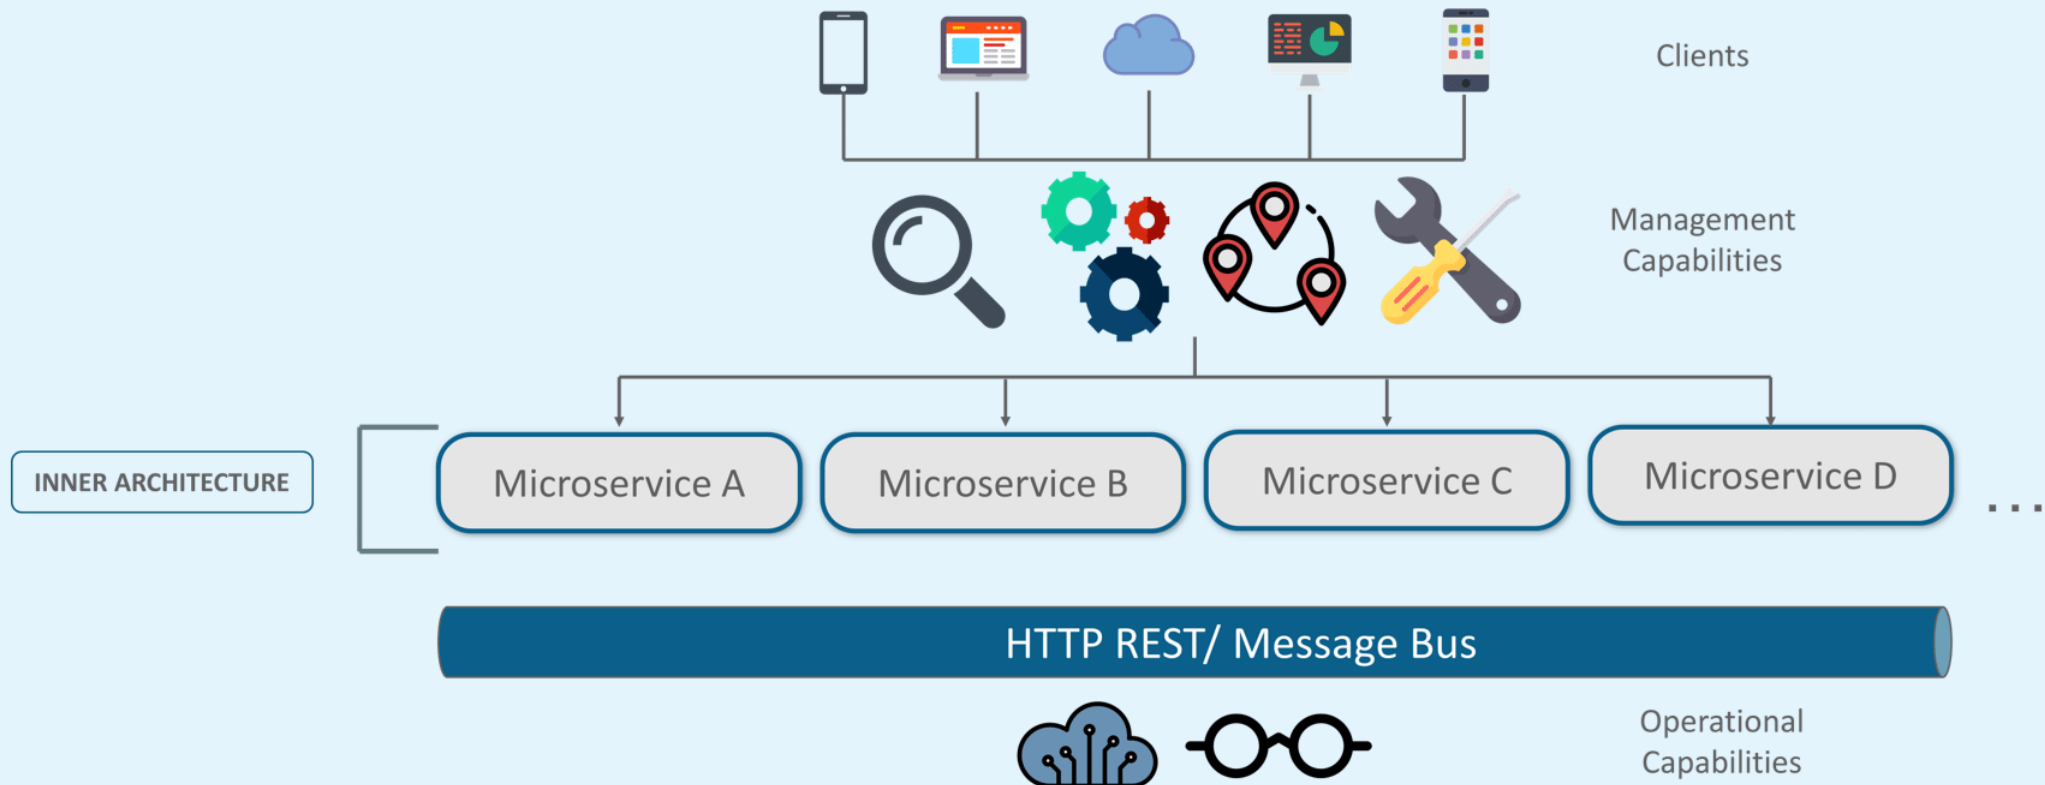 Clients
Management
Capabilities
INNER ARCHITECTURE
Microservice A
Microservice B
Microservice C
Microservice D
...
HTTP REST/ Message Bus
Operational
Capabilities